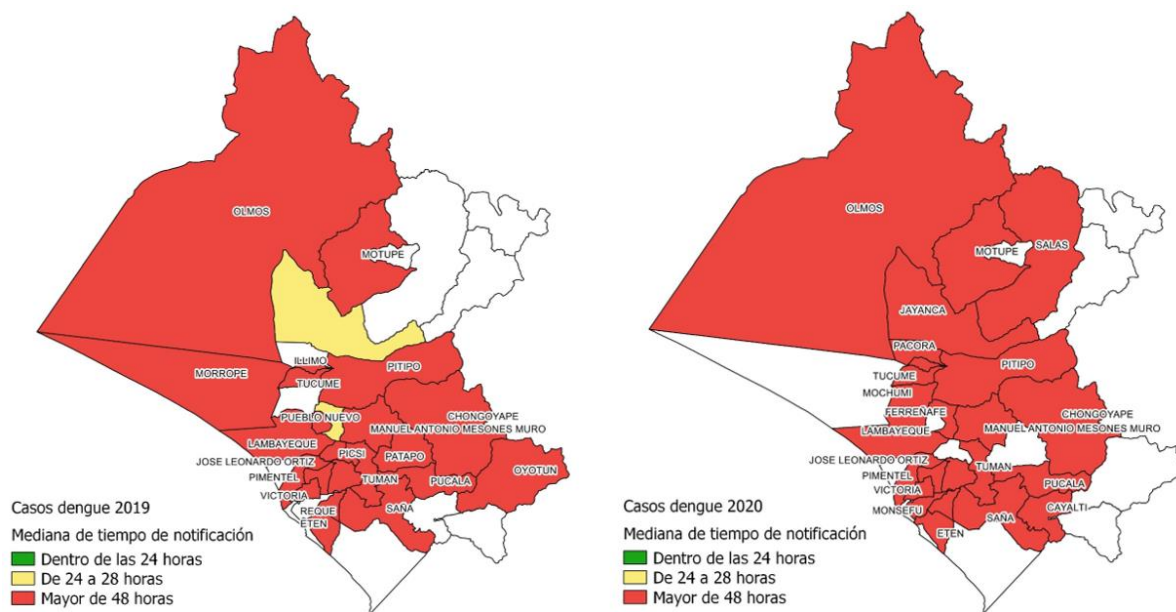 OLMOS
MOTUPE
ILLIMO
MORROPE
PITIPO
TUCUME
PUEBLO NUEVO
CHONGOYAPE
MANUEL ANTONIO MESONES MURO
LAMBAYEQUE
PICSI
PATAPO
JOSE LEONARDO ORTIZ
OYOTUN
PIMENTEL
TUMAN
PUCALA
VICTORIA
REQUE
SAÑA
ETEN
Casos dengue 2019
Mediana de tiempo de notificación
Dentro de las 24 horas
De 24 a 28 horas
Mayor de 48 horas
OLMOS
MOTUPE
SALAS
JAYANCA
PACORA
PITIPO
TUCUME
MOCHUMI
FERREÑAFE
CHONGOYAPE
MANUEL ANTONIO MESONES MURO
LAMBAYEQUE
JOSE LEONARDO ORTIZ
TUMAN
PIMENTEL
PUCALA
VICTORIA
MONSEFU
CAYALTI
SAÑA
ETEN
Casos dengue 2020
Mediana de tiempo de notificación
Dentro de las 24 horas
De 24 a 28 horas
Mayor de 48 horas